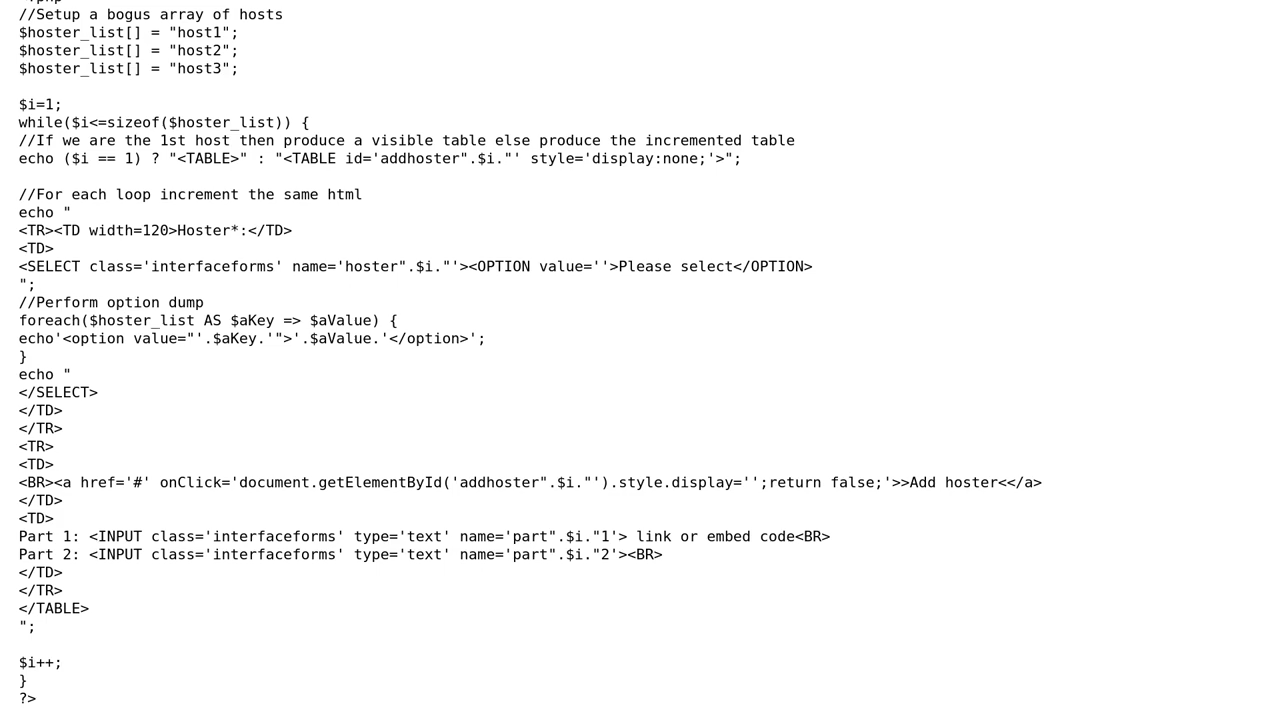 //Setup a bogus array of hosts
$hoster_list[] = "host1";
$hoster_list[] = "host2";
$hoster_list[] = "host3";
$i=1;
while($i<=sizeof($hoster_list)) {
//If we are the 1st host then produce a visible table else produce the incremented table
echo ($i == 1) ? "<TABLE>" : "<TABLE id='addhoster".$i."' style='display:none;'>";
//For each loop increment the same html
echo "
<TR><TD width=120>Hoster*:</TD>
<TD>
<SELECT class='interfaceforms' name='hoster".$i."'><OPTION value=''>Please select</OPTION>
";
//Perform option dump
foreach($hoster_list AS $aKey => $aValue) {
echo'<option value="'.$aKey.'">'.$aValue.'</option>';
}
echo "
</SELECT>
</TD>
</TR>
<TR>
<TD>
<BR><a href='#' onClick='document.getElementById('addhoster".$i."').style.display='';return false;'>>Add hoster<</a>
</TD>
<TD>
Part 1: <INPUT class='interfaceforms' type='text' name='part".$i."1'> link or embed code<BR>
Part 2: <INPUT class='interfaceforms' type='text' name='part".$i."2'><BR>
</TD>
</TR>
</TABLE>
";
$i++;
}
?>